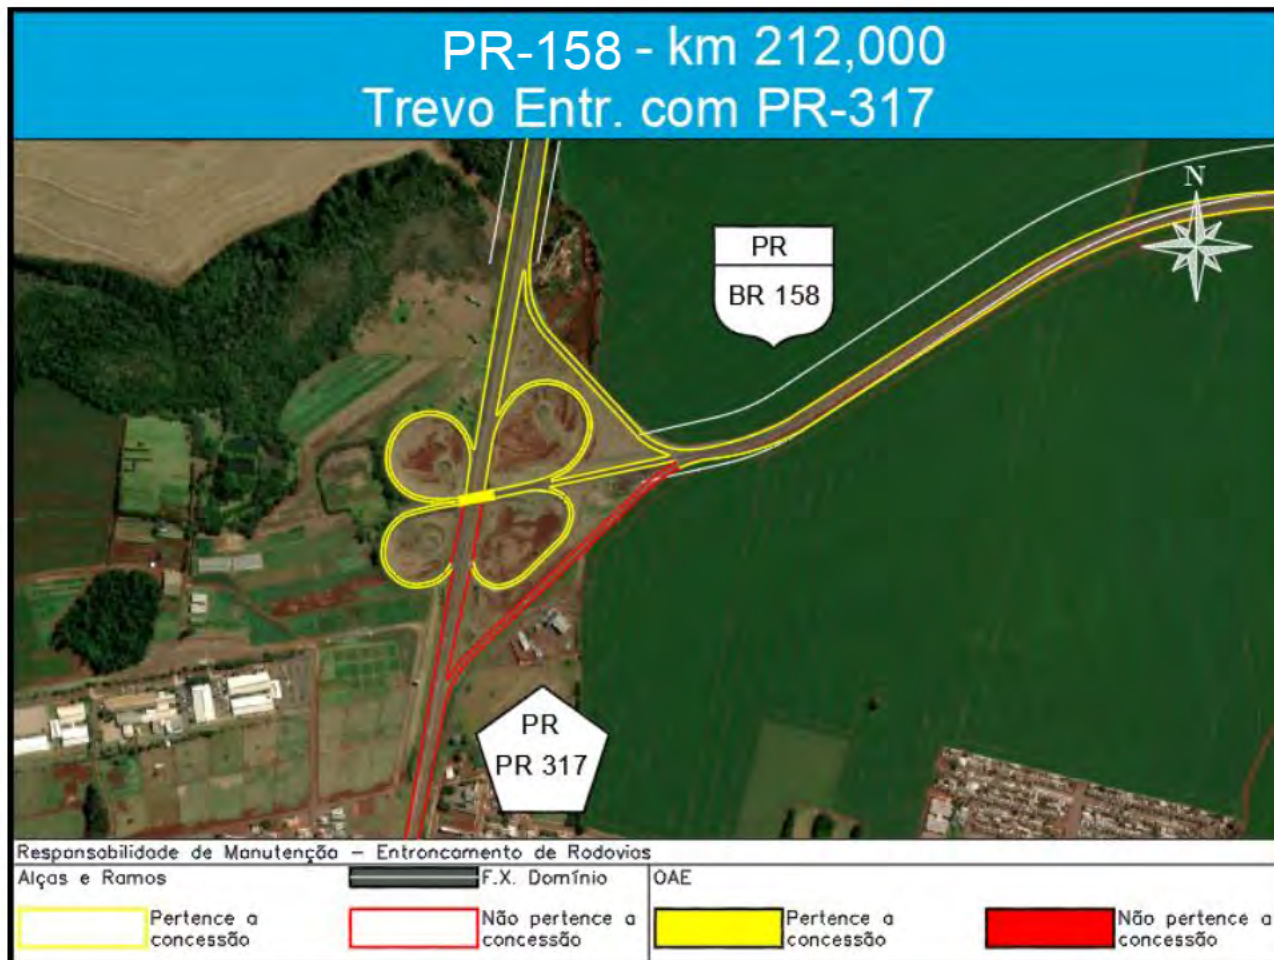 PR-158 - km 212,000
Trevo Entr. com PR-317
N
PR
BR 158
PR
PR 317
Responsabilidade de Manutenção – Entroncamento de Rodovias
Alças e Ramos
F.X. Domínio
OAE
Pertence a
concessão
Não pertence a
concessão
Pertence a
concessão
Não pertence a
concessão